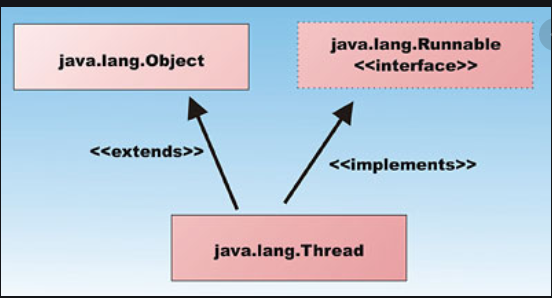 java.lang.Object
java.lang.Runnable
<<interface>>
<<extends>>
<<implements>>
java.lang.Thread